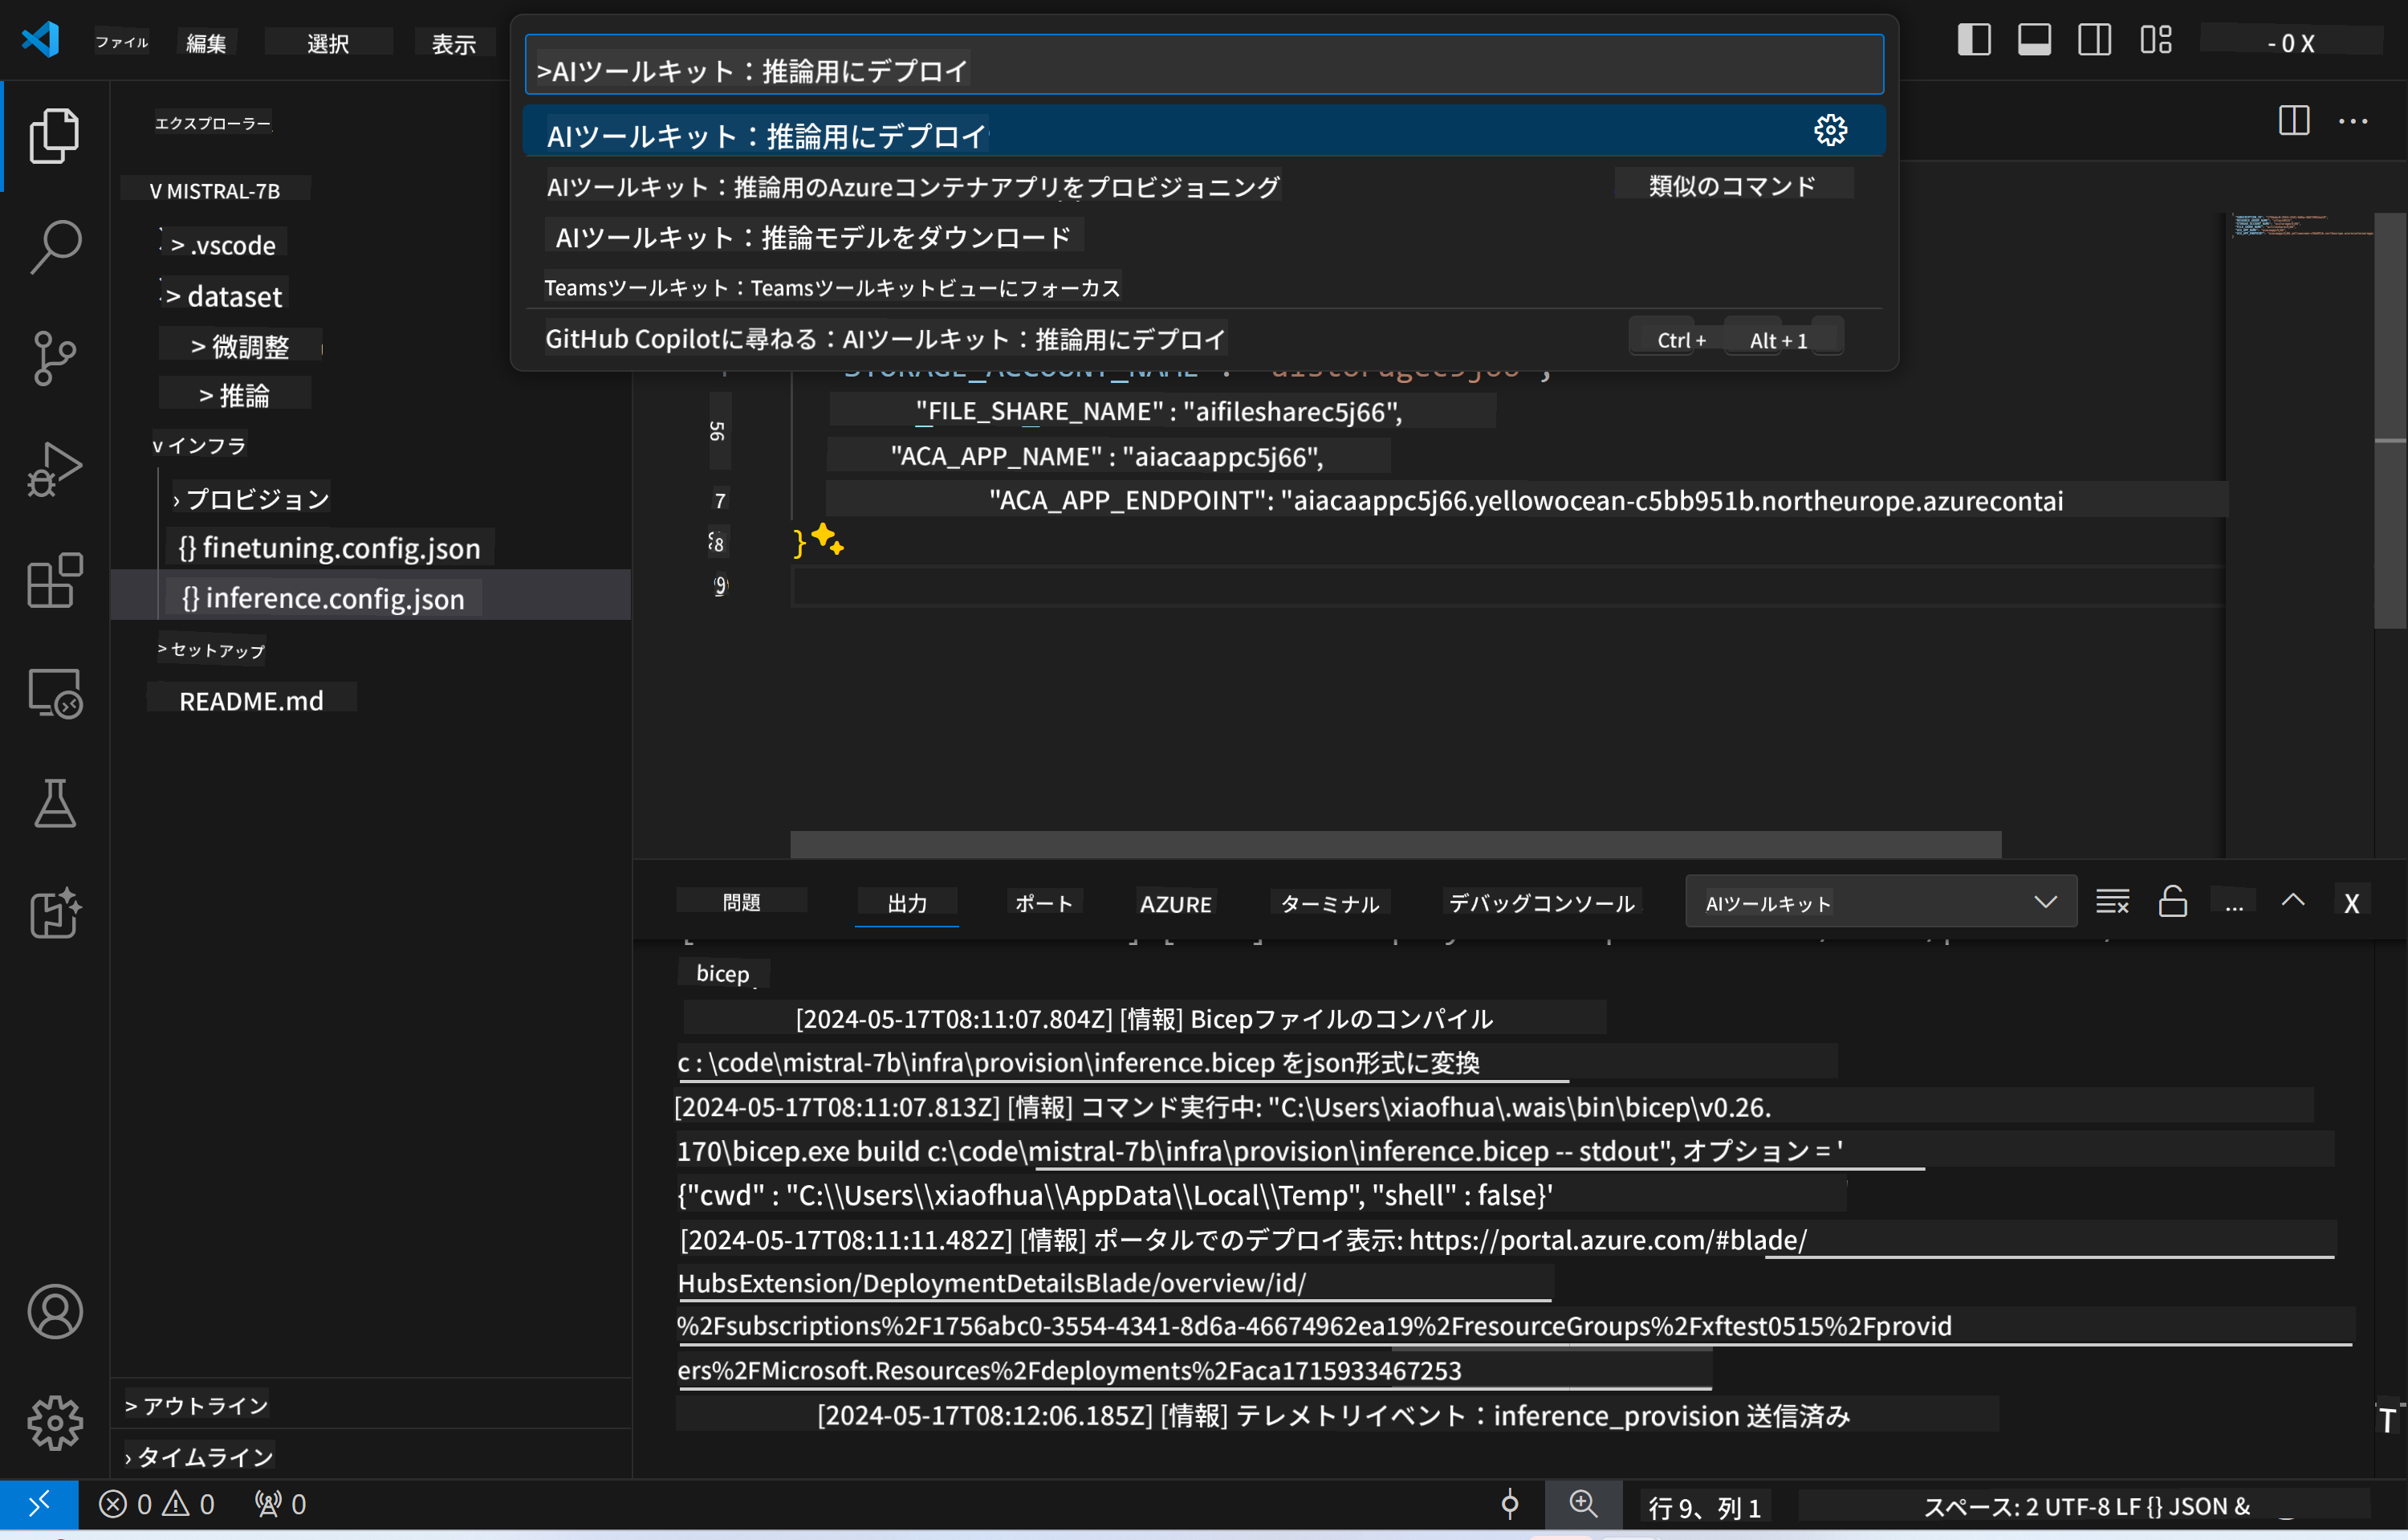 ファイル 編集 選択 表示
- 0 X
>AIツールキット：推論用にデプロイ
AIツールキット：推論用にデプロイ
AIツールキット：推論用のAzureコンテナアプリをプロビジョニング 類似のコマンド
AIツールキット：推論モデルをダウンロード
Teamsツールキット：Teamsツールキットビューにフォーカス
GitHub Copilotに尋ねる：AIツールキット：推論用にデプロイ Ctrl + Alt + 1
エクスプローラー
V MISTRAL-7B
> .vscode
> dataset
> 微調整
> 推論
v インフラ
› プロビジョン
{} finetuning.config.json
{} inference.config.json
> セットアップ
README.md
> アウトライン
› タイムライン
56 "FILE_SHARE_NAME" : "aifilesharec5j66",
"ACA_APP_NAME" : "aiacaappc5j66",
7 "ACA_APP_ENDPOINT": "aiacaappc5j66.yellowocean-c5bb951b.northeurope.azurecontai
8 }
9
問題 出力 ポート AZURE ターミナル デバッグコンソール AIツールキット ... X
bicep
[2024-05-17T08:11:07.804Z] [情報] Bicepファイルのコンパイル
c : \code\mistral-7b\infra\provision\inference.bicep をjson形式に変換
[2024-05-17T08:11:07.813Z] [情報] コマンド実行中: "C:\Users\xiaofhua\.wais\bin\bicep\v0.26.
170\bicep.exe build c:\code\mistral-7b\infra\provision\inference.bicep -- stdout", オプション = '
{"cwd" : "C:\\Users\\xiaofhua\\AppData\\Local\\Temp", "shell" : false}'
[2024-05-17T08:11:11.482Z] [情報] ポータルでのデプロイ表示: https://portal.azure.com/#blade/
HubsExtension/DeploymentDetailsBlade/overview/id/
%2Fsubscriptions%2F1756abc0-3554-4341-8d6a-46674962ea19%2FresourceGroups%2Fxftest0515%2Fprovid
ers%2FMicrosoft.Resources%2Fdeployments%2Faca1715933467253
[2024-05-17T08:12:06.185Z] [情報] テレメトリイベント：inference_provision 送信済み
T
0 0 0
行 9、列 1 スペース: 2 UTF-8 LF {} JSON &